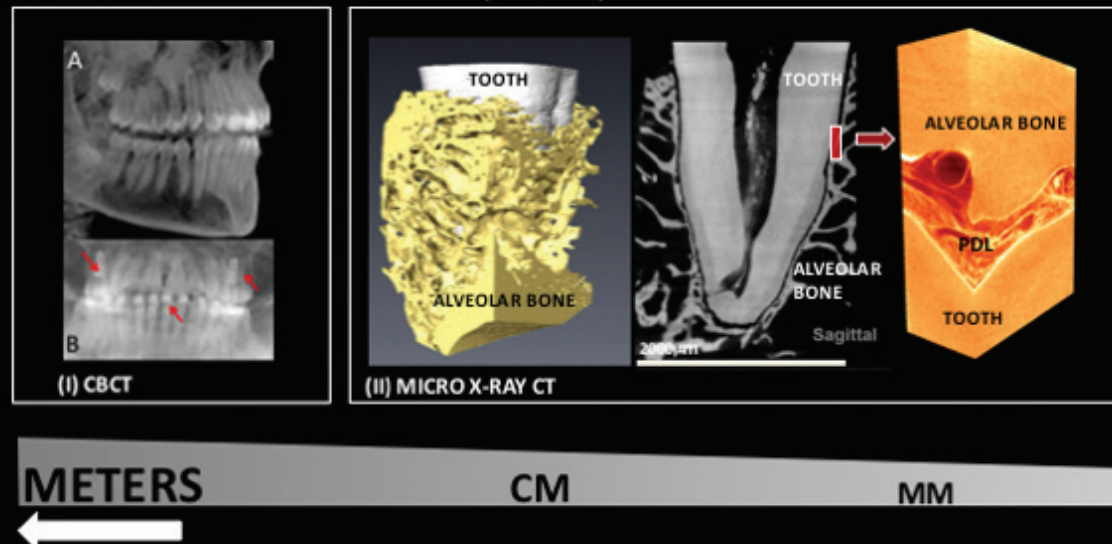 A
B
(I) CBCT
TOOTH
ALVEOLAR BONE
TOOTH
ALVEOLAR
BONE
Sagittal
2000µm
ALVEOLAR BONE
PDL
TOOTH
(II) MICRO X-RAY CT
METERS
CM
MM